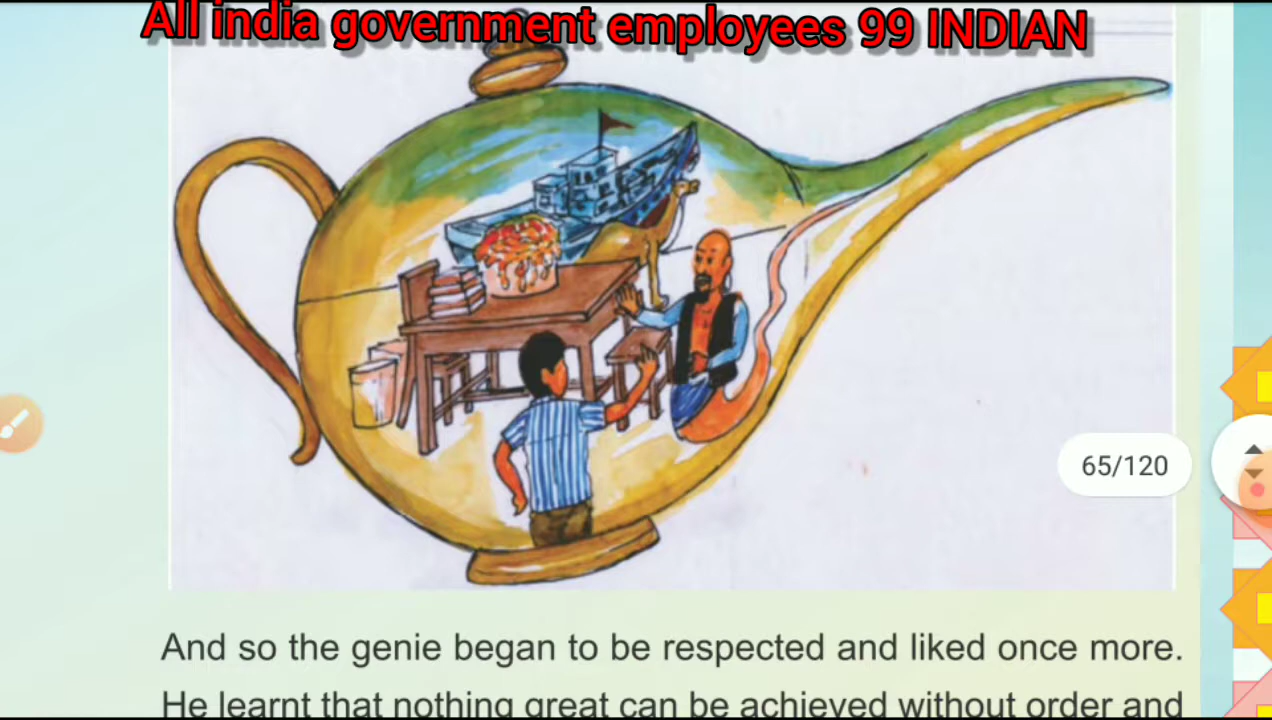 All india government employees 99 INDIAN
65/120
And so the genie began to be respected and liked once more.
He learnt that nothing great can be achieved without order and